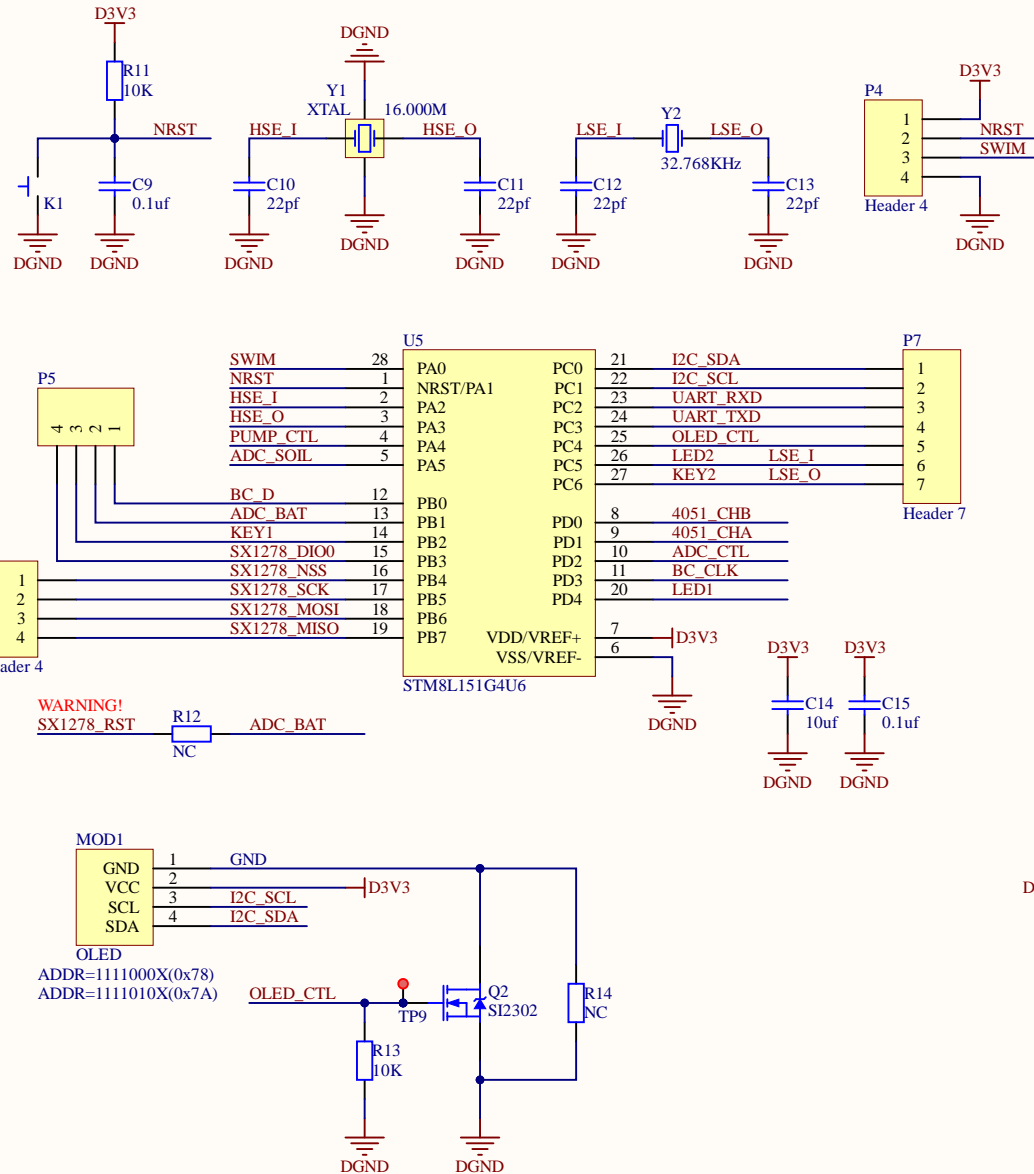 D3V3
R11
10K
NRST
K1
C9
0.1uf
DGND
DGND
DGND
Y1
XTAL
16.000M
HSE_I
HSE_O
C10
22pf
C11
22pf
DGND
DGND
DGND
Y2
LSE_I
LSE_O
32.768KHz
C12
22pf
C13
22pf
DGND
DGND
P4
D3V3
1
2
3
4
NRST
SWIM
Header 4
DGND
P5
4
3
2
1
U5
SWIM 28 PA0
NRST 1 NRST/PA1
HSE_I 2 PA2
HSE_O 3 PA3
PUMP_CTL 4 PA4
ADC_SOIL 5 PA5
BC_D 12 PB0
ADC_BAT 13 PB1
KEY1 14 PB2
SX1278_DIO0 15 PB3
1 SX1278_NSS 16 PB4
2 SX1278_SCK 17 PB5
3 SX1278_MOSI 18 PB6
4 SX1278_MISO 19 PB7
ader 4
PC0 21 I2C_SDA 1
PC1 22 I2C_SCL 2
PC2 23 UART_RXD 3
PC3 24 UART_TXD 4
PC4 25 OLED_CTL 5
PC5 26 LED2 LSE_I 6
PC6 27 KEY2 LSE_O 7
P7
Header 7
PD0 8 4051_CHB
PD1 9 4051_CHA
PD2 10 ADC_CTL
PD3 11 BC_CLK
PD4 20 LED1
VDD/VREF+ 7 D3V3
VSS/VREF- 6
STM8L151G4U6
DGND
D3V3
C14
10uf
DGND
D3V3
C15
0.1uf
DGND
WARNING!
SX1278_RST
R12
NC
ADC_BAT
MOD1
GND 1 GND
VCC 2 D3V3
SCL 3 I2C_SCL
SDA 4 I2C_SDA
OLED
ADDR=1111000X(0x78)
ADDR=1111010X(0x7A)
OLED_CTL
TP9
Q2
SI2302
R14
NC
R13
10K
DGND
DGND
D